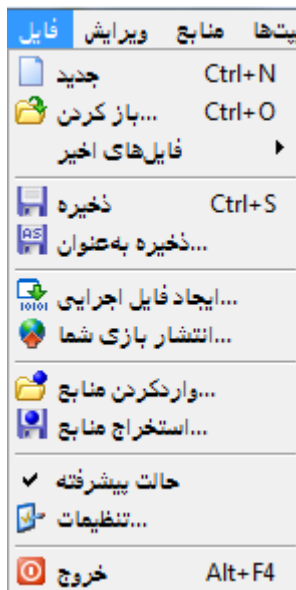 فایل ویرایش منابع پت‌ها
جدید Ctrl+N
باز کردن... Ctrl+O
فایل‌های اخیر
ذخیره Ctrl+S
ذخیره به‌عنوان...
ایجاد فایل اجرایی...
انتشار بازی شما...
واردکردن منابع...
استخراج منابع...
حالت پیشرفته
تنظیمات...
خروج Alt+F4